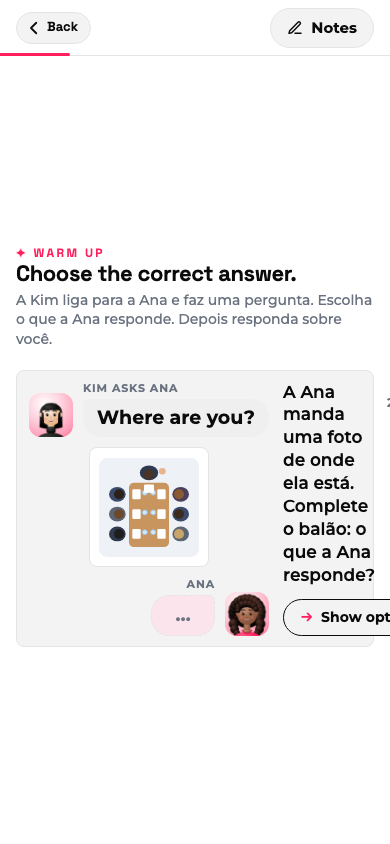 Back
Notes
✦ WARM UP
Choose the correct answer.
A Kim liga para a Ana e faz uma pergunta. Escolha
o que a Ana responde. Depois responda sobre
você.
KIM ASKS ANA
Where are you?
ANA
...
A Ana
manda
uma foto
de onde
ela está.
Complete
o balão: o
que a Ana
responde?
→ Show opt